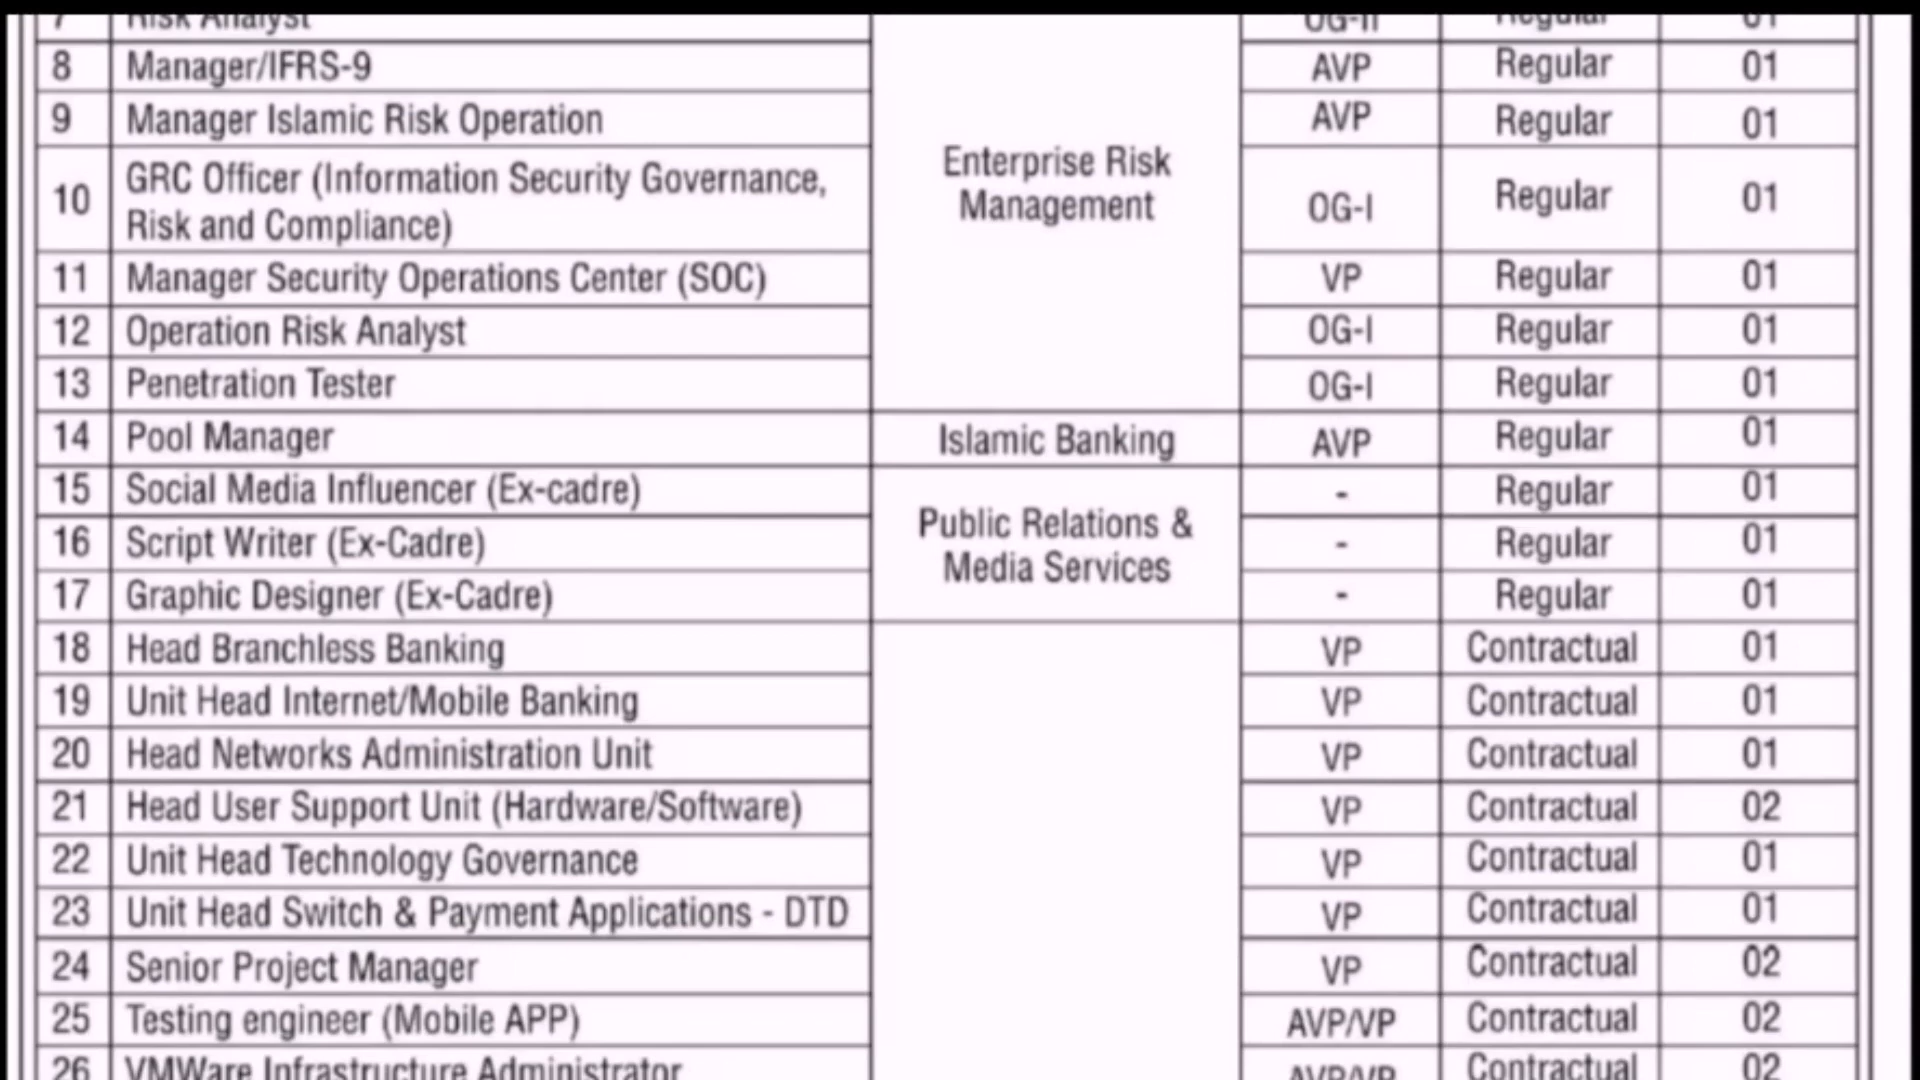 7 Risk Analyst OG-II Regular 01
8 Manager/IFRS-9 AVP Regular 01
9 Manager Islamic Risk Operation AVP Regular 01
Enterprise Risk
Management
10 GRC Officer (Information Security Governance,
Risk and Compliance) OG-I Regular 01
11 Manager Security Operations Center (SOC) VP Regular 01
12 Operation Risk Analyst OG-I Regular 01
13 Penetration Tester OG-I Regular 01
14 Pool Manager Islamic Banking AVP Regular 01
15 Social Media Influencer (Ex-cadre) - Regular 01
Public Relations &
Media Services
16 Script Writer (Ex-Cadre) - Regular 01
17 Graphic Designer (Ex-Cadre) - Regular 01
18 Head Branchless Banking VP Contractual 01
19 Unit Head Internet/Mobile Banking VP Contractual 01
20 Head Networks Administration Unit VP Contractual 01
21 Head User Support Unit (Hardware/Software) VP Contractual 02
22 Unit Head Technology Governance VP Contractual 01
23 Unit Head Switch & Payment Applications - DTD VP Contractual 01
24 Senior Project Manager VP Contractual 02
25 Testing engineer (Mobile APP) AVP/VP Contractual 02
26 VMWare Infrastructure Administrator AVP/VP Contractual 02